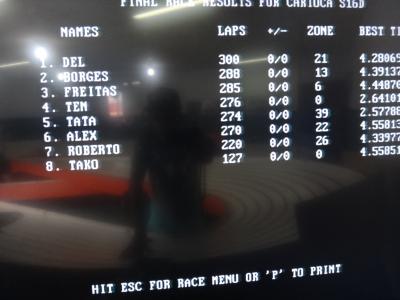 FINAL RACE RESULTS FOR CARIOCA S16D
NAMES LAPS +/- ZONE BEST TI
1. DEL 300 0/0 21 4.28065
2. BORGES 288 0/0 13 4.39137
3. FREITAS 285 0/0 6 4.44870
4. TEM 276 0/0 0 2.64101
5. TATA 274 0/0 39 2.57788
6. ALEX 270 0/0 22 4.55813
7. ROBERTO 220 0/0 26 4.33977
8. TAKO 127 0/0 0 4.55851
HIT ESC FOR RACE MENU OR 'P' TO PRINT